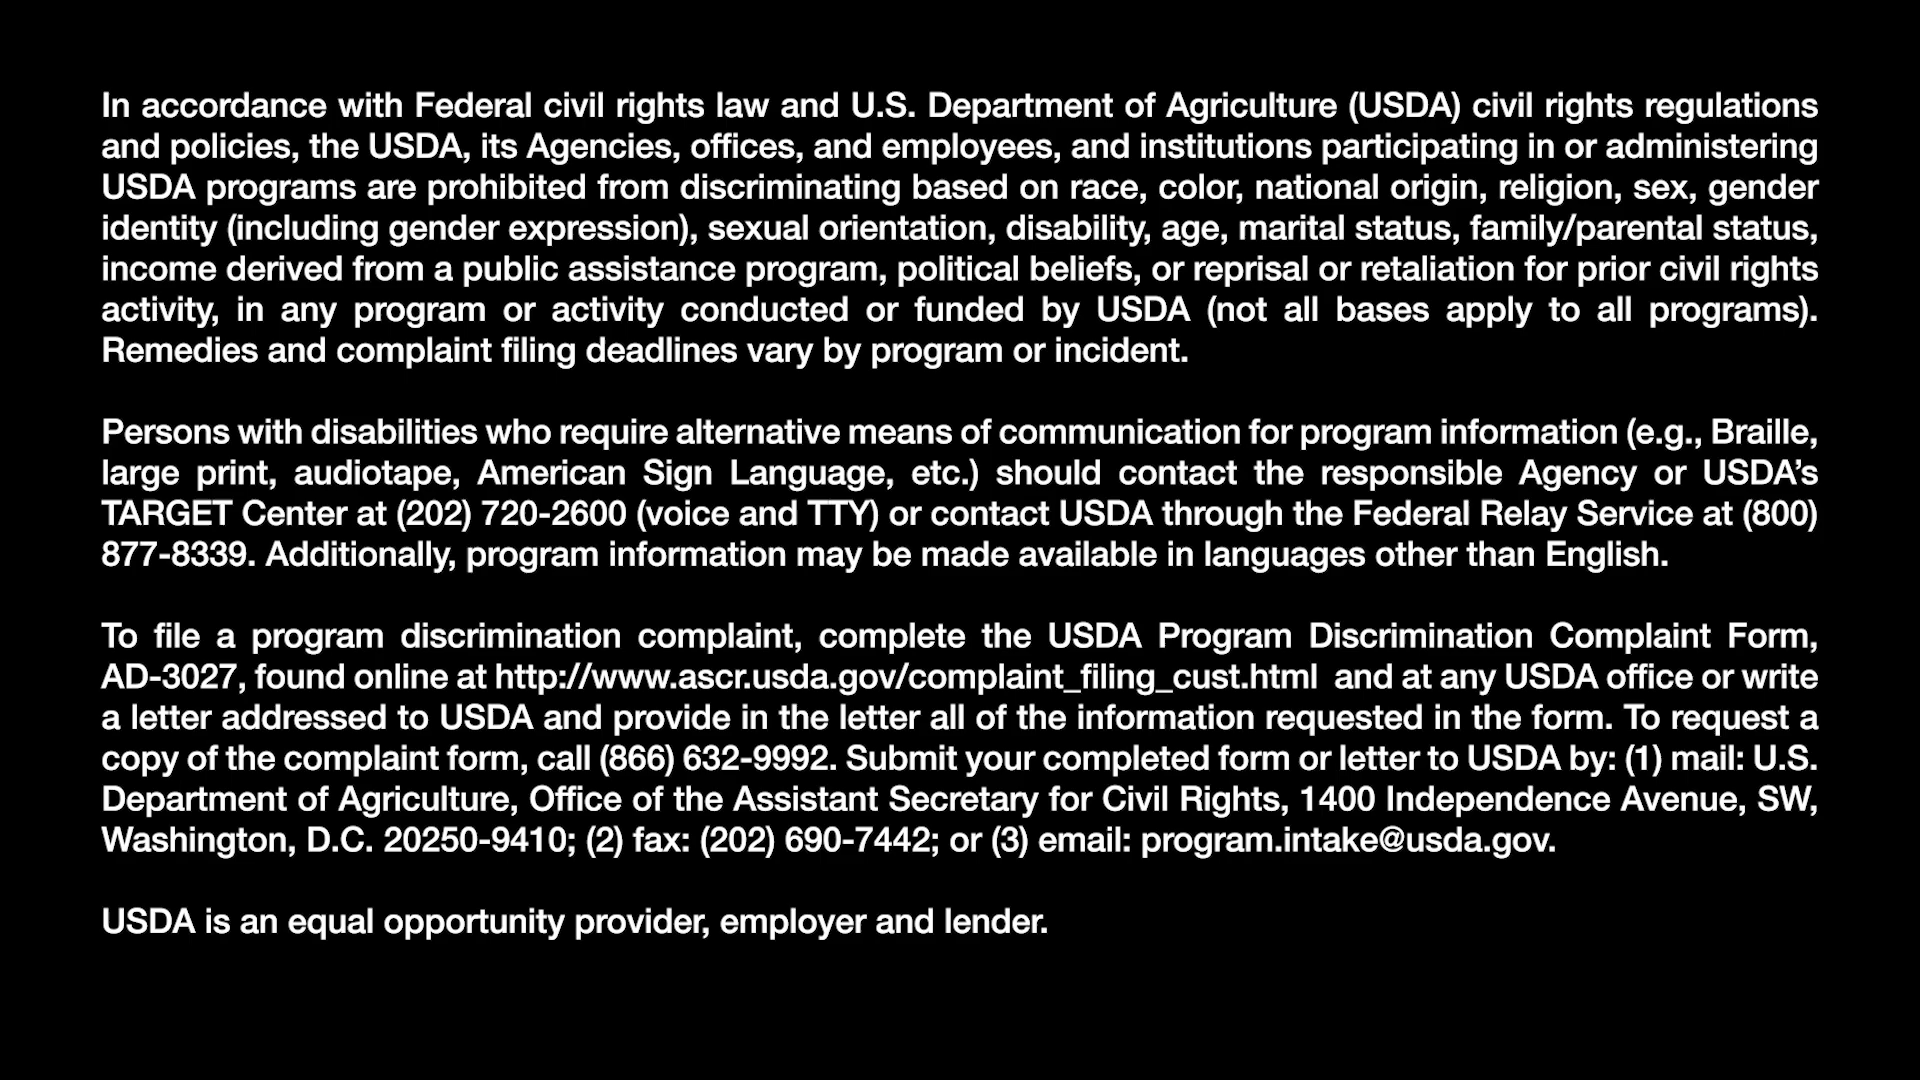 In accordance with Federal civil rights law and U.S. Department of Agriculture (USDA) civil rights regulations
and policies, the USDA, its Agencies, offices, and employees, and institutions participating in or administering
USDA programs are prohibited from discriminating based on race, color, national origin, religion, sex, gender
identity (including gender expression), sexual orientation, disability, age, marital status, family/parental status,
income derived from a public assistance program, political beliefs, or reprisal or retaliation for prior civil rights
activity, in any program or activity conducted or funded by USDA (not all bases apply to all programs).
Remedies and complaint filing deadlines vary by program or incident.
Persons with disabilities who require alternative means of communication for program information (e.g., Braille,
large print, audiotape, American Sign Language, etc.) should contact the responsible Agency or USDA’s
TARGET Center at (202) 720-2600 (voice and TTY) or contact USDA through the Federal Relay Service at (800)
877-8339. Additionally, program information may be made available in languages other than English.
To file a program discrimination complaint, complete the USDA Program Discrimination Complaint Form,
AD-3027, found online at http://www.ascr.usda.gov/complaint_filing_cust.html and at any USDA office or write
a letter addressed to USDA and provide in the letter all of the information requested in the form. To request a
copy of the complaint form, call (866) 632-9992. Submit your completed form or letter to USDA by: (1) mail: U.S.
Department of Agriculture, Office of the Assistant Secretary for Civil Rights, 1400 Independence Avenue, SW,
Washington, D.C. 20250-9410; (2) fax: (202) 690-7442; or (3) email: program.intake@usda.gov.
USDA is an equal opportunity provider, employer and lender.